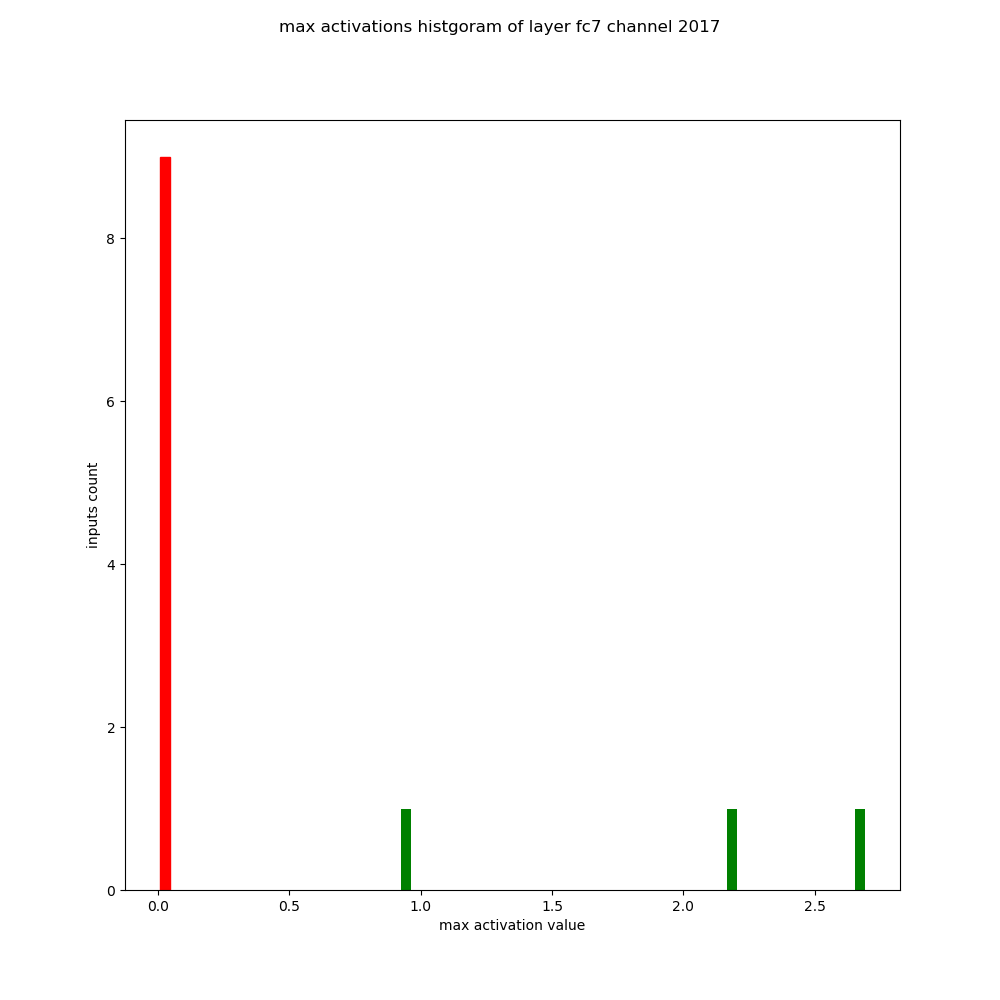 max activations histgoram of layer fc7 channel 2017
8
6
4
2
0
inputs count
0.0 0.5 1.0 1.5 2.0 2.5
max activation value